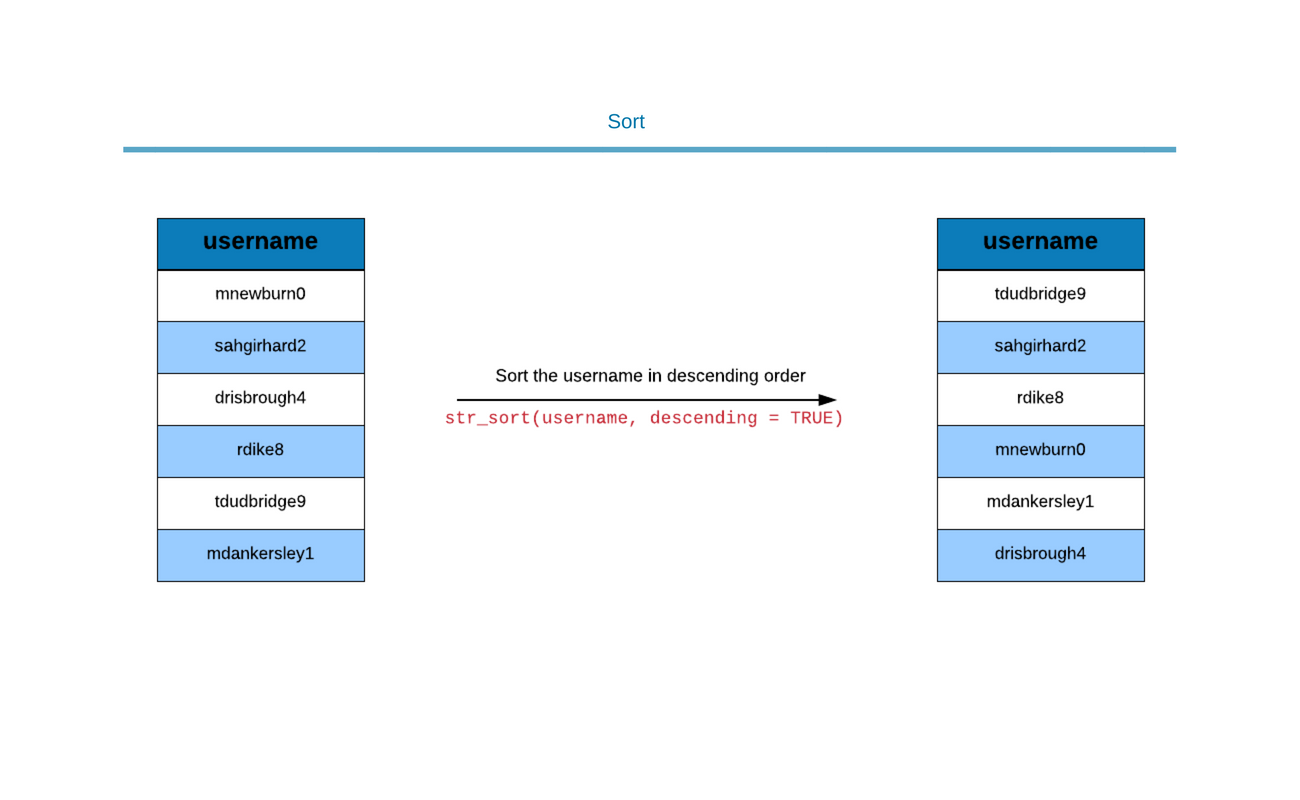 Sort
username
mnewburn0
sahgirhard2
drisbrough4
rdike8
tdudbridge9
mdankersley1
Sort the username in descending order
str_sort(username, descending = TRUE)
username
tdudbridge9
sahgirhard2
rdike8
mnewburn0
mdankersley1
drisbrough4